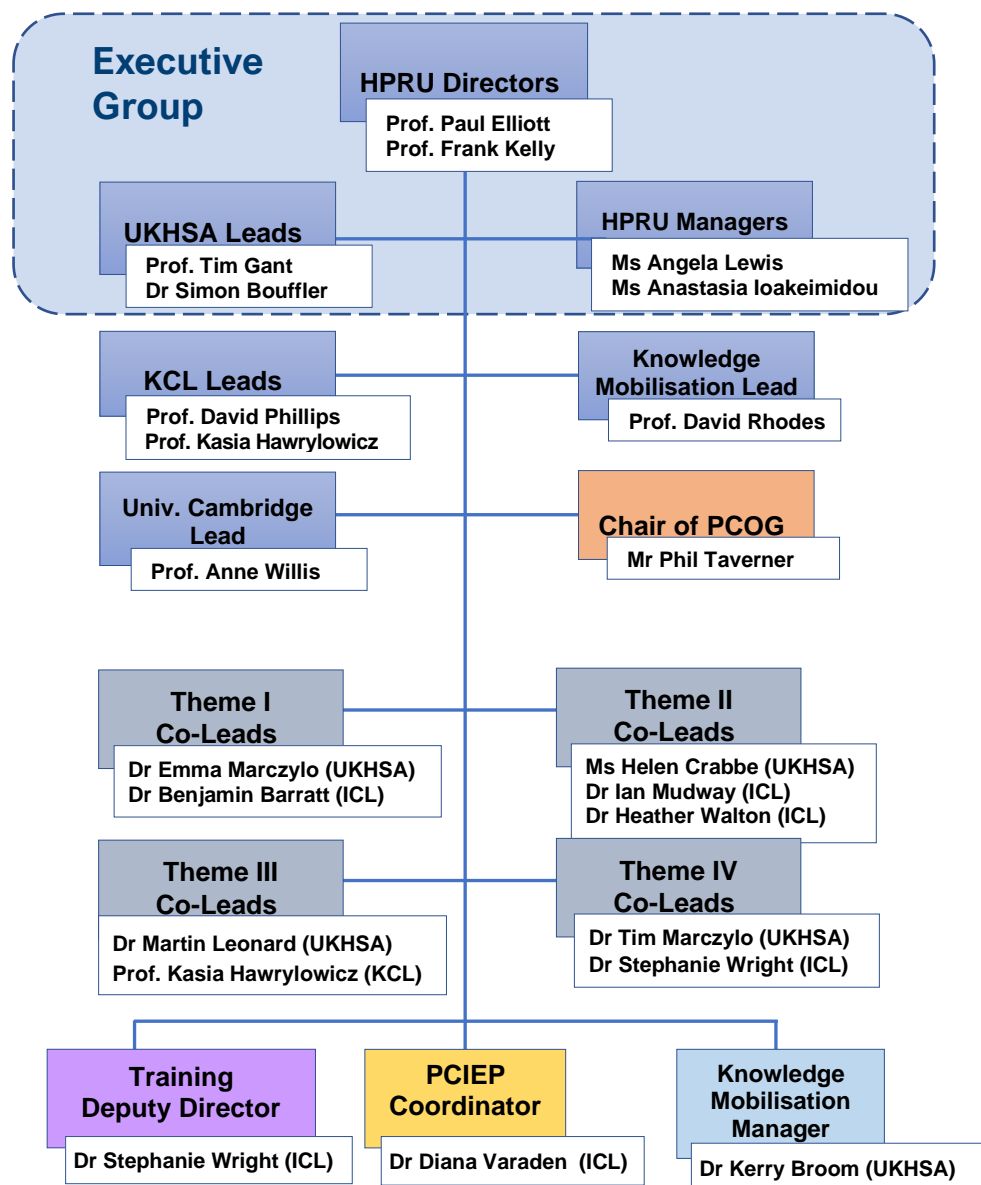 Executive
Group
HPRU Directors
Prof. Paul Elliott
Prof. Frank Kelly
UKHSA Leads
Prof. Tim Gant
Dr Simon Bouffler
HPRU Managers
Ms Angela Lewis
Ms Anastasia Ioakeimidou
KCL Leads
Prof. David Phillips
Prof. Kasia Hawrylowicz
Knowledge
Mobilisation Lead
Prof. David Rhodes
Univ. Cambridge
Lead
Prof. Anne Willis
Chair of PCOG
Mr Phil Taverner
Theme I
Co-Leads
Dr Emma Marczylo (UKHSA)
Dr Benjamin Barratt (ICL)
Theme II
Co-Leads
Ms Helen Crabbe (UKHSA)
Dr Ian Mudway (ICL)
Dr Heather Walton (ICL)
Theme III
Co-Leads
Dr Martin Leonard (UKHSA)
Prof. Kasia Hawrylowicz (KCL)
Theme IV
Co-Leads
Dr Tim Marczylo (UKHSA)
Dr Stephanie Wright (ICL)
Training
Deputy Director
Dr Stephanie Wright (ICL)
PCIEP
Coordinator
Dr Diana Varaden (ICL)
Knowledge
Mobilisation
Manager
Dr Kerry Broom (UKHSA)